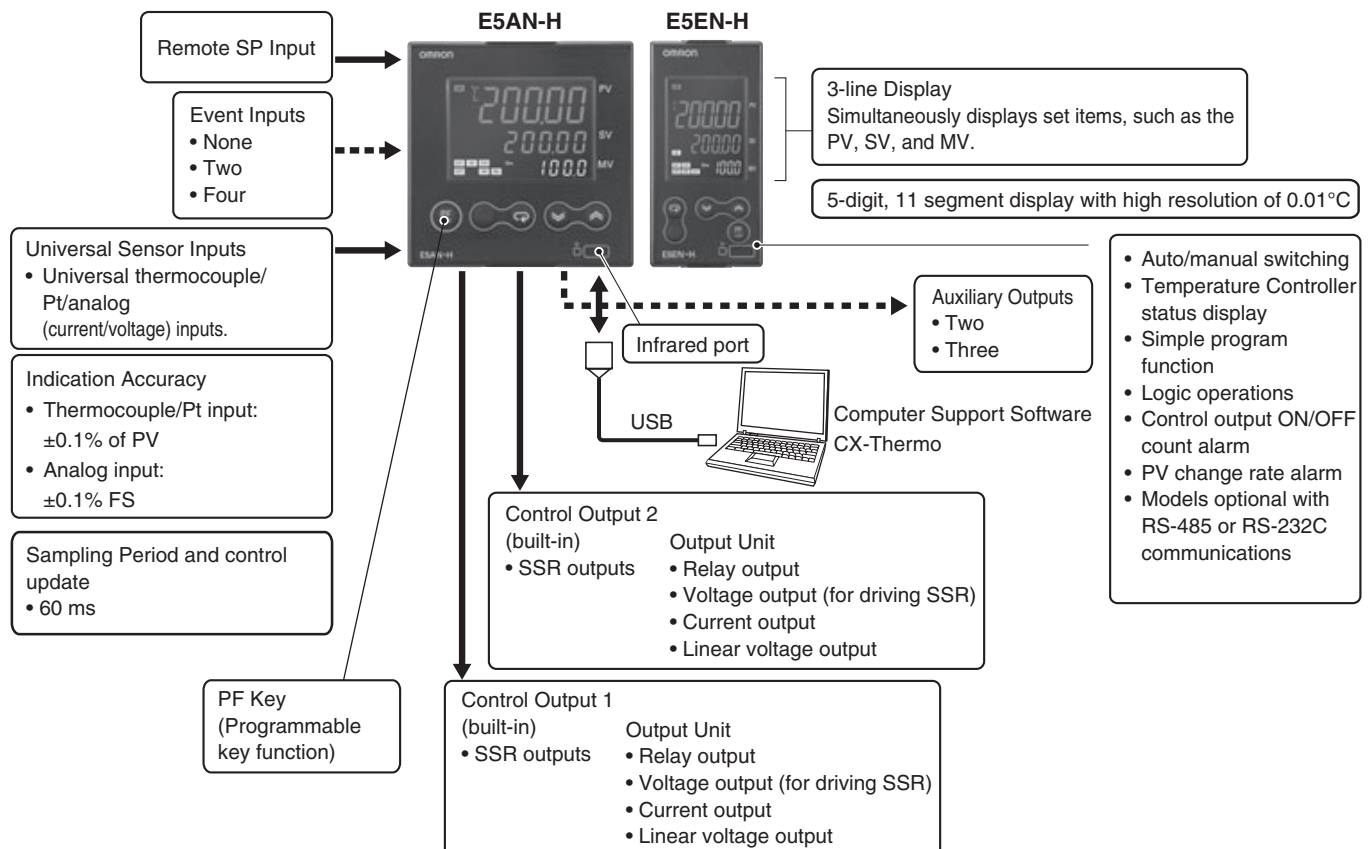 E5AN-H
E5EN-H
Remote SP Input
Event Inputs
• None
• Two
• Four
Universal Sensor Inputs
• Universal thermocouple/
Pt/analog
(current/voltage) inputs.
Indication Accuracy
• Thermocouple/Pt input:
±0.1% of PV
• Analog input:
±0.1% FS
Sampling Period and control
update
• 60 ms
OMRON
200.00
PV
200.00
SV
100.0
MV
E5AN-H
OMRON
200.00
PV
200.00
100.0
E5EN-H
3-line Display
Simultaneously displays set items, such as the
PV, SV, and MV.
5-digit, 11 segment display with high resolution of 0.01°C
• Auto/manual switching
• Temperature Controller
status display
• Simple program
function
• Logic operations
• Control output ON/OFF
count alarm
• PV change rate alarm
• Models optional with
RS-485 or RS-232C
communications
Auxiliary Outputs
• Two
• Three
Infrared port
USB
Computer Support Software
CX-Thermo
Control Output 2
(built-in)
• SSR outputs
Output Unit
• Relay output
• Voltage output (for driving SSR)
• Current output
• Linear voltage output
PF Key
(Programmable
key function)
Control Output 1
(built-in)
• SSR outputs
Output Unit
• Relay output
• Voltage output (for driving SSR)
• Current output
• Linear voltage output